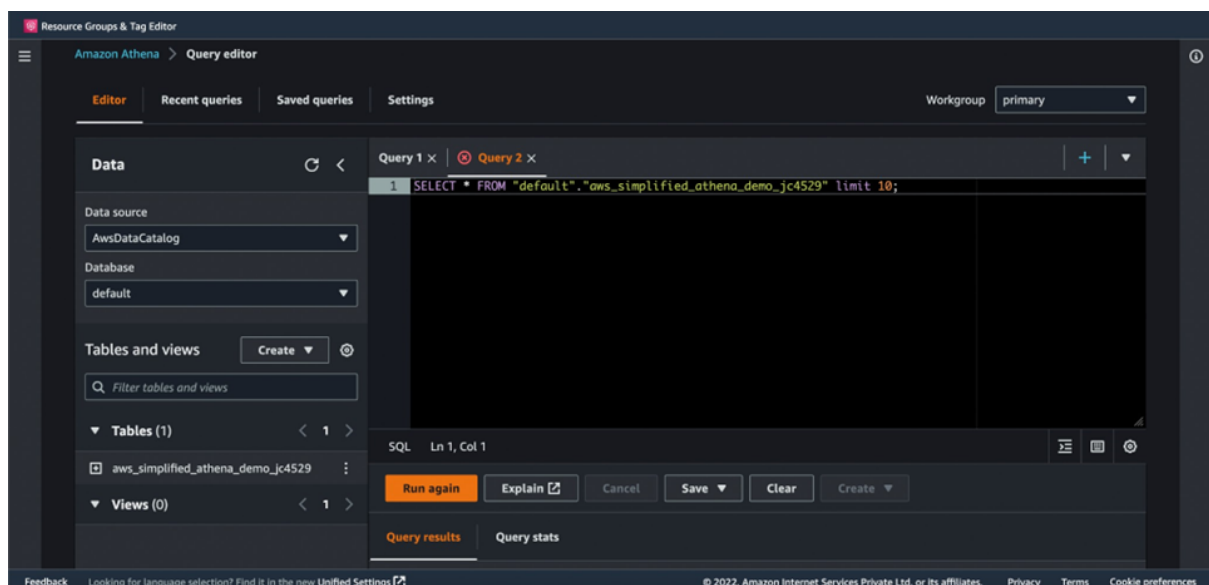 Resource Groups & Tag Editor
Amazon Athena > Query editor
Editor Recent queries Saved queries Settings Workgroup primary
Data
Query 1 × Query 2 ×
1 SELECT * FROM "default"."aws_simplified_athena_demo_jc4529" limit 10;
Data source
AwsDataCatalog
Database
default
Tables and views Create
Filter tables and views
Tables (1) < 1 >
aws_simplified_athena_demo_jc4529
Views (0) < 1 >
SQL Ln 1, Col 1
Run again Explain Cancel Save Clear Create
Query results Query stats
Feedback Looking for language selection? Find it in the new Unified Settings © 2022, Amazon Internet Services Private Ltd. or its affiliates. Privacy Terms Cookie preferences